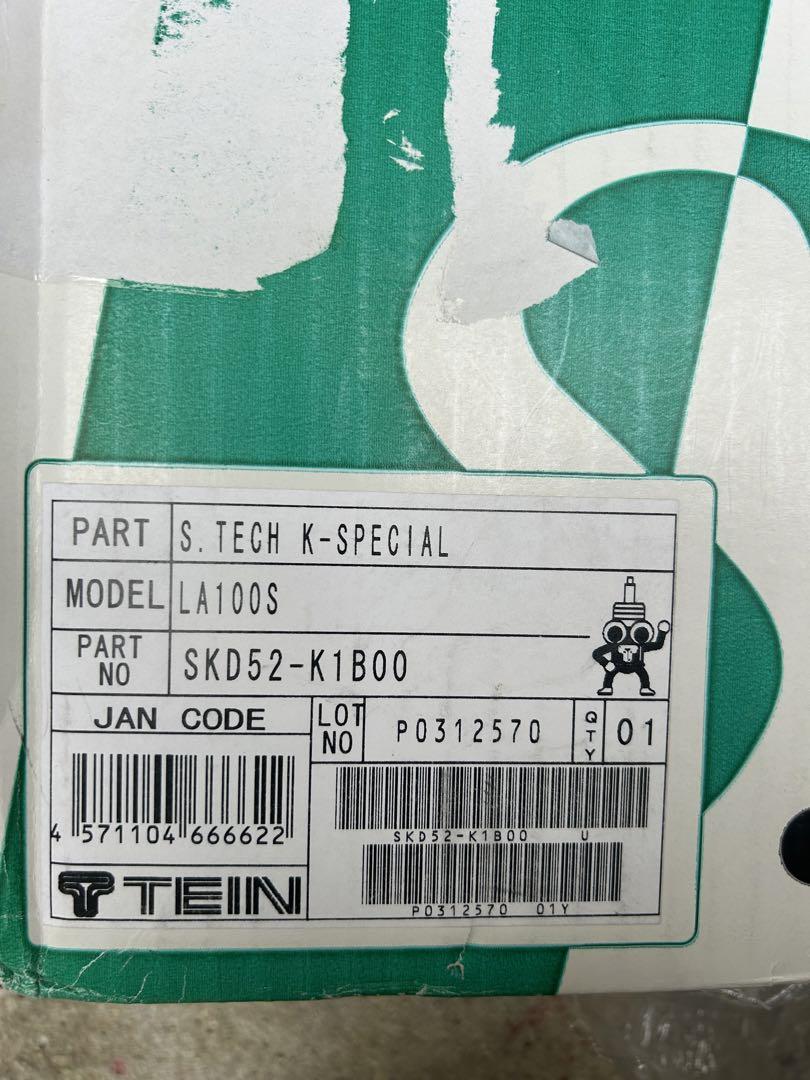 PART S.TECH K-SPECIAL
MODEL LA100S
PART NO SKD52-K1B00
JAN CODE
LOT NO P0312570 QTY 01
4 571104 666622
SKD52-K1B00 U
P0312570 01Y
TEIN